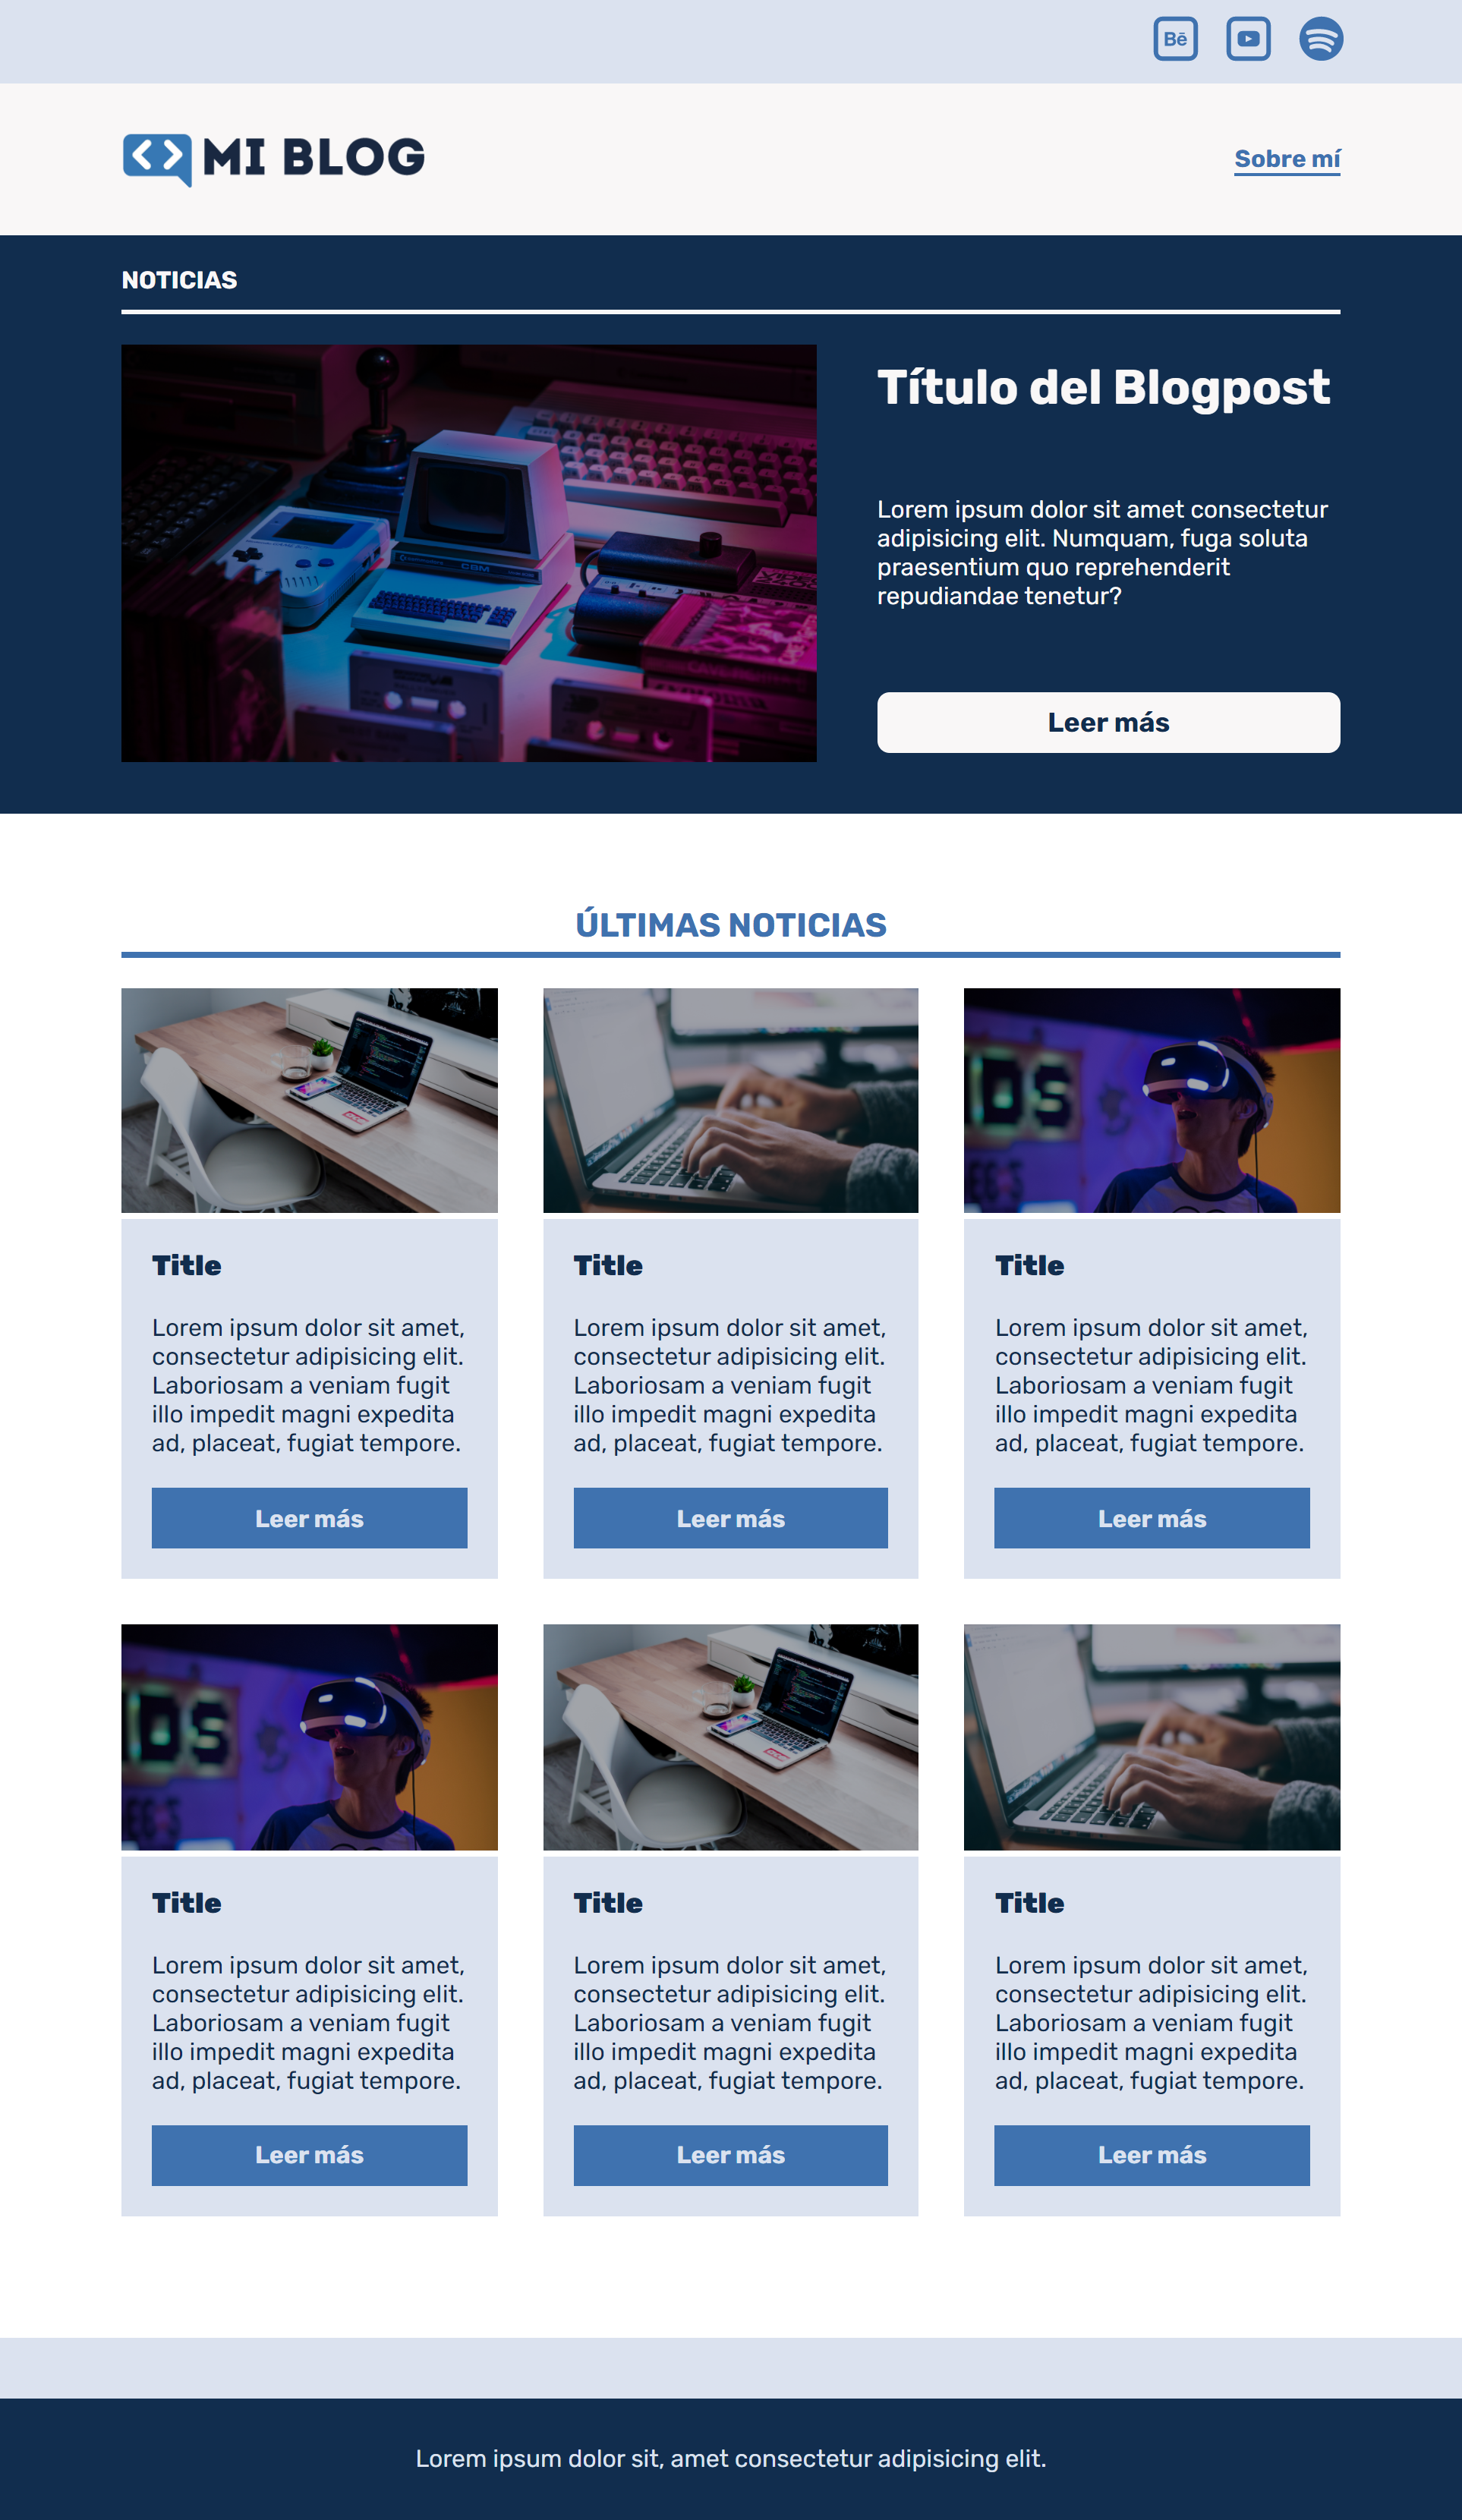 Bē
MI BLOG
Sobre mí
NOTICIAS
CBM
Título del Blogpost
Lorem ipsum dolor sit amet consectetur
adipisicing elit. Numquam, fuga soluta
praesentium quo reprehenderit
repudiandae tenetur?
Leer más
ÚLTIMAS NOTICIAS
Title
Lorem ipsum dolor sit amet,
consectetur adipisicing elit.
Laboriosam a veniam fugit
illo impedit magni expedita
ad, placeat, fugiat tempore.
Leer más
Title
Lorem ipsum dolor sit amet,
consectetur adipisicing elit.
Laboriosam a veniam fugit
illo impedit magni expedita
ad, placeat, fugiat tempore.
Leer más
Title
Lorem ipsum dolor sit amet,
consectetur adipisicing elit.
Laboriosam a veniam fugit
illo impedit magni expedita
ad, placeat, fugiat tempore.
Leer más
Title
Lorem ipsum dolor sit amet,
consectetur adipisicing elit.
Laboriosam a veniam fugit
illo impedit magni expedita
ad, placeat, fugiat tempore.
Leer más
Title
Lorem ipsum dolor sit amet,
consectetur adipisicing elit.
Laboriosam a veniam fugit
illo impedit magni expedita
ad, placeat, fugiat tempore.
Leer más
Title
Lorem ipsum dolor sit amet,
consectetur adipisicing elit.
Laboriosam a veniam fugit
illo impedit magni expedita
ad, placeat, fugiat tempore.
Leer más
Lorem ipsum dolor sit, amet consectetur adipisicing elit.